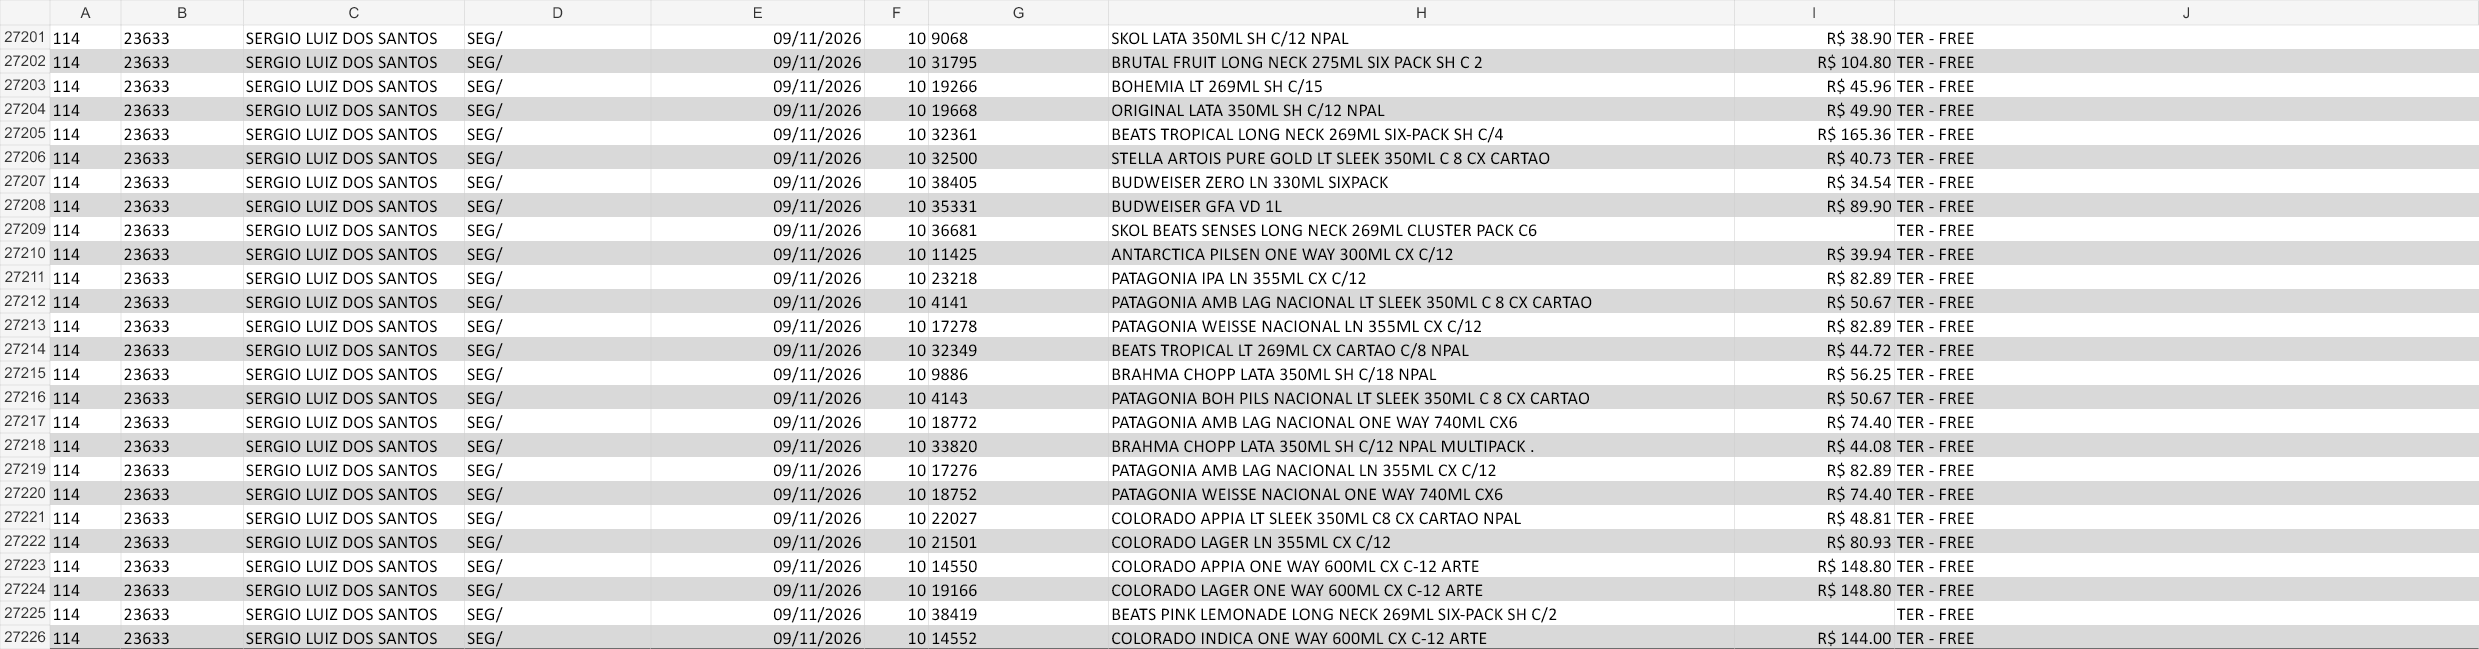 A B C D E F G H I J
27201 114 23633 SERGIO LUIZ DOS SANTOS SEG/ 09/11/2026 10 9068 SKOL LATA 350ML SH C/12 NPAL R$ 38.90 TER - FREE
27202 114 23633 SERGIO LUIZ DOS SANTOS SEG/ 09/11/2026 10 31795 BRUTAL FRUIT LONG NECK 275ML SIX PACK SH C 2 R$ 104.80 TER - FREE
27203 114 23633 SERGIO LUIZ DOS SANTOS SEG/ 09/11/2026 10 19266 BOHEMIA LT 269ML SH C/15 R$ 45.96 TER - FREE
27204 114 23633 SERGIO LUIZ DOS SANTOS SEG/ 09/11/2026 10 19668 ORIGINAL LATA 350ML SH C/12 NPAL R$ 49.90 TER - FREE
27205 114 23633 SERGIO LUIZ DOS SANTOS SEG/ 09/11/2026 10 32361 BEATS TROPICAL LONG NECK 269ML SIX-PACK SH C/4 R$ 165.36 TER - FREE
27206 114 23633 SERGIO LUIZ DOS SANTOS SEG/ 09/11/2026 10 32500 STELLA ARTOIS PURE GOLD LT SLEEK 350ML C 8 CX CARTAO R$ 40.73 TER - FREE
27207 114 23633 SERGIO LUIZ DOS SANTOS SEG/ 09/11/2026 10 38405 BUDWEISER ZERO LN 330ML SIXPACK R$ 34.54 TER - FREE
27208 114 23633 SERGIO LUIZ DOS SANTOS SEG/ 09/11/2026 10 35331 BUDWEISER GFA VD 1L R$ 89.90 TER - FREE
27209 114 23633 SERGIO LUIZ DOS SANTOS SEG/ 09/11/2026 10 36681 SKOL BEATS SENSES LONG NECK 269ML CLUSTER PACK C6 TER - FREE
27210 114 23633 SERGIO LUIZ DOS SANTOS SEG/ 09/11/2026 10 11425 ANTARCTICA PILSEN ONE WAY 300ML CX C/12 R$ 39.94 TER - FREE
27211 114 23633 SERGIO LUIZ DOS SANTOS SEG/ 09/11/2026 10 23218 PATAGONIA IPA LN 355ML CX C/12 R$ 82.89 TER - FREE
27212 114 23633 SERGIO LUIZ DOS SANTOS SEG/ 09/11/2026 10 4141 PATAGONIA AMB LAG NACIONAL LT SLEEK 350ML C 8 CX CARTAO R$ 50.67 TER - FREE
27213 114 23633 SERGIO LUIZ DOS SANTOS SEG/ 09/11/2026 10 17278 PATAGONIA WEISSE NACIONAL LN 355ML CX C/12 R$ 82.89 TER - FREE
27214 114 23633 SERGIO LUIZ DOS SANTOS SEG/ 09/11/2026 10 32349 BEATS TROPICAL LT 269ML CX CARTAO C/8 NPAL R$ 44.72 TER - FREE
27215 114 23633 SERGIO LUIZ DOS SANTOS SEG/ 09/11/2026 10 9886 BRAHMA CHOPP LATA 350ML SH C/18 NPAL R$ 56.25 TER - FREE
27216 114 23633 SERGIO LUIZ DOS SANTOS SEG/ 09/11/2026 10 4143 PATAGONIA BOH PILS NACIONAL LT SLEEK 350ML C 8 CX CARTAO R$ 50.67 TER - FREE
27217 114 23633 SERGIO LUIZ DOS SANTOS SEG/ 09/11/2026 10 18772 PATAGONIA AMB LAG NACIONAL ONE WAY 740ML CX6 R$ 74.40 TER - FREE
27218 114 23633 SERGIO LUIZ DOS SANTOS SEG/ 09/11/2026 10 33820 BRAHMA CHOPP LATA 350ML SH C/12 NPAL MULTIPACK . R$ 44.08 TER - FREE
27219 114 23633 SERGIO LUIZ DOS SANTOS SEG/ 09/11/2026 10 17276 PATAGONIA AMB LAG NACIONAL LN 355ML CX C/12 R$ 82.89 TER - FREE
27220 114 23633 SERGIO LUIZ DOS SANTOS SEG/ 09/11/2026 10 18752 PATAGONIA WEISSE NACIONAL ONE WAY 740ML CX6 R$ 74.40 TER - FREE
27221 114 23633 SERGIO LUIZ DOS SANTOS SEG/ 09/11/2026 10 22027 COLORADO APPIA LT SLEEK 350ML C8 CX CARTAO NPAL R$ 48.81 TER - FREE
27222 114 23633 SERGIO LUIZ DOS SANTOS SEG/ 09/11/2026 10 21501 COLORADO LAGER LN 355ML CX C/12 R$ 80.93 TER - FREE
27223 114 23633 SERGIO LUIZ DOS SANTOS SEG/ 09/11/2026 10 14550 COLORADO APPIA ONE WAY 600ML CX C-12 ARTE R$ 148.80 TER - FREE
27224 114 23633 SERGIO LUIZ DOS SANTOS SEG/ 09/11/2026 10 19166 COLORADO LAGER ONE WAY 600ML CX C-12 ARTE R$ 148.80 TER - FREE
27225 114 23633 SERGIO LUIZ DOS SANTOS SEG/ 09/11/2026 10 38419 BEATS PINK LEMONADE LONG NECK 269ML SIX-PACK SH C/2 TER - FREE
27226 114 23633 SERGIO LUIZ DOS SANTOS SEG/ 09/11/2026 10 14552 COLORADO INDICA ONE WAY 600ML CX C-12 ARTE R$ 144.00 TER - FREE